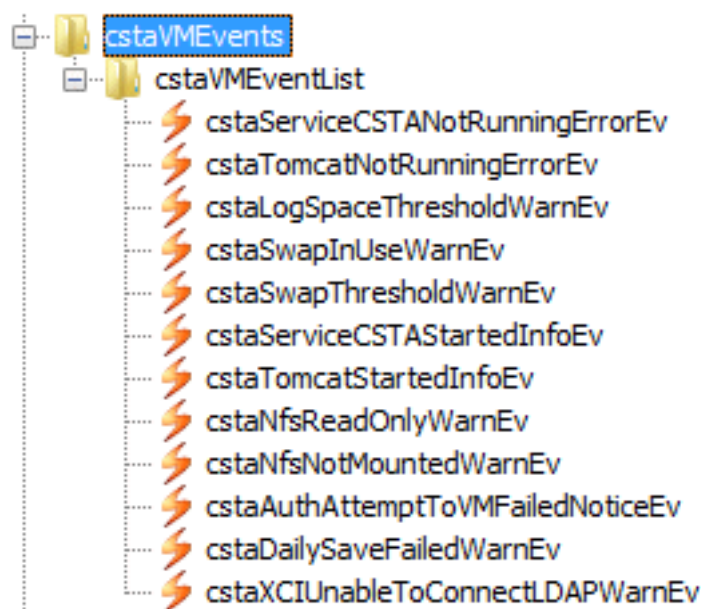 cstaVMEvents
cstaVMEventList
cstaServiceCSTANotRunningErrorEv
cstaTomcatNotRunningErrorEv
cstaLogSpaceThresholdWarnEv
cstaSwapInUseWarnEv
cstaSwapThresholdWarnEv
cstaServiceCSTAStartedInfoEv
cstaTomcatStartedInfoEv
cstaNfsReadOnlyWarnEv
cstaNfsNotMountedWarnEv
cstaAuthAttemptToVMFailedNoticeEv
cstaDailySaveFailedWarnEv
cstaXCIUnableToConnectLDAPWarnEv